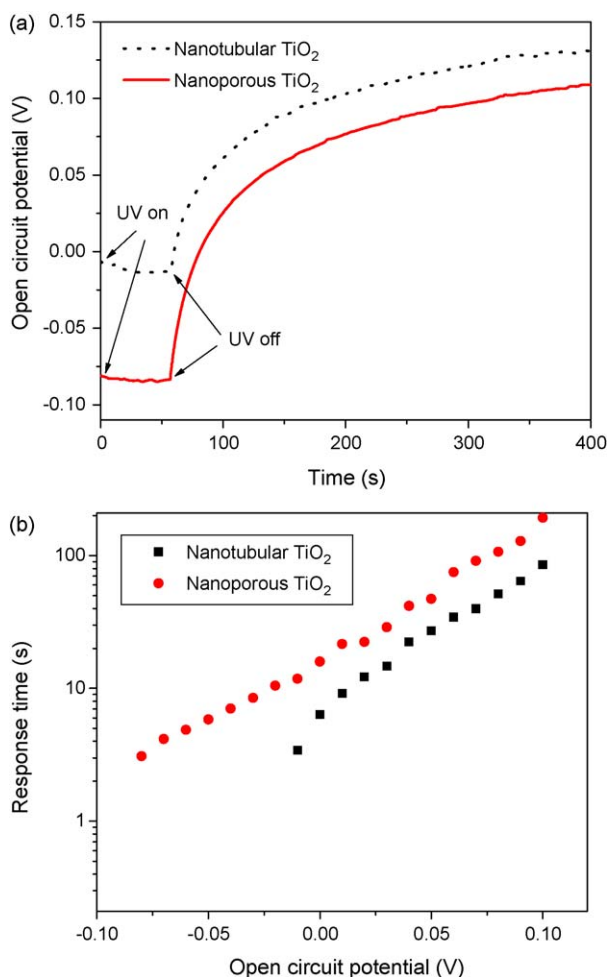 (a)
Nanotubular TiO₂
Nanoporous TiO₂
0.15
0.10
0.05
0.00
-0.05
-0.10
Open circuit potential (V)
UV on
UV off
0
100
200
300
400
Time (s)
(b)
Nanotubular TiO₂
Nanoporous TiO₂
100
10
1
Response time (s)
-0.10
-0.05
0.00
0.05
0.10
Open circuit potential (V)